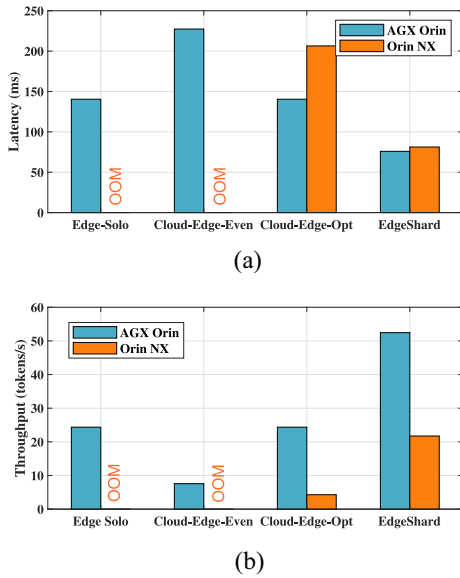 250
200
150
100
50
0
Latency (ms)
AGX Orin
Orin NX
OOM
OOM
Edge-Solo Cloud-Edge-Even Cloud-Edge-Opt EdgeShard
(a)
60
50
40
30
20
10
0
Throughput (tokens/s)
AGX Orin
Orin NX
OOM
OOM
Edge Solo Cloud-Edge-Even Cloud-Edge-Opt EdgeShard
(b)